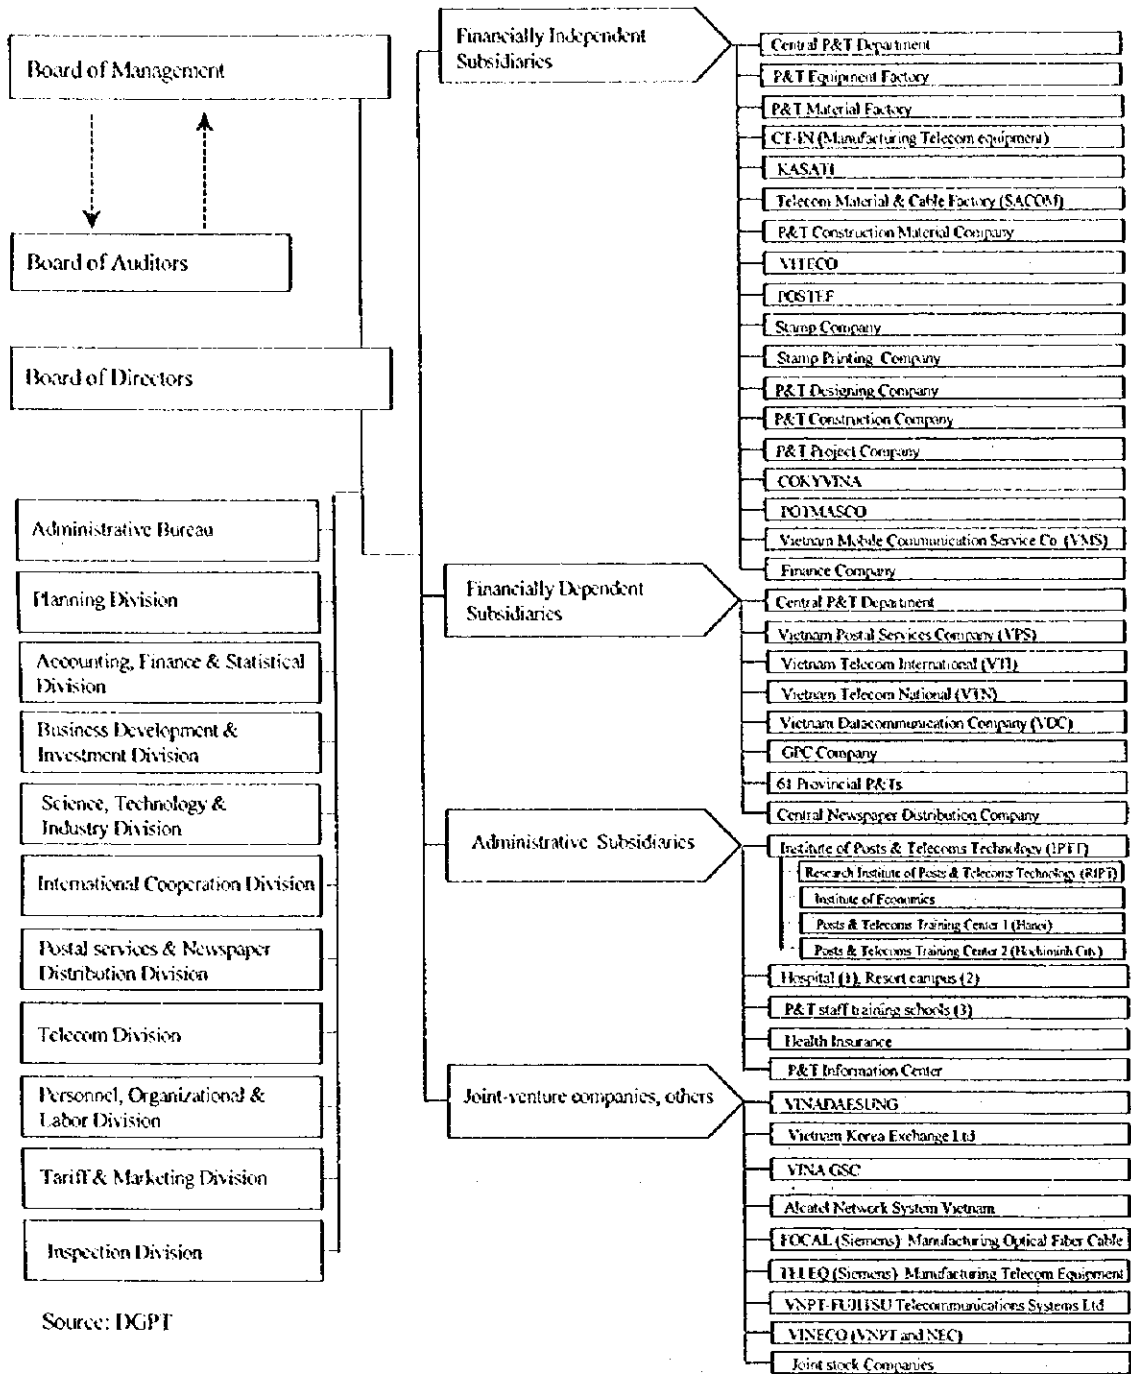 Board of Management
Board of Auditors
Board of Directors
Administrative Bureau
Planning Division
Accounting, Finance & Statistical
Division
Business Development &
Investment Division
Science, Technology &
Industry Division
International Cooperation Division
Postal services & Newspaper
Distribution Division
Telecom Division
Personnel, Organizational &
Labor Division
Tariff & Marketing Division
Inspection Division
Source: DGPT
Financially Independent
Subsidiaries
Central P&T Department
P&T Equipment Factory
P&T Material Factory
CT-IN (Manufacturing Telecom equipment)
KASATI
Telecom Material & Cable Factory (SACOM)
P&T Construction Material Company
VITECO
POSTEF
Stamp Company
Stamp Printing Company
P&T Designing Company
P&T Construction Company
P&T Project Company
COKYVINA
POTMASCO
Vietnam Mobile Communication Service Co. (VMS)
Finance Company
Financially Dependent
Subsidiaries
Central P&T Department
Vietnam Postal Services Company (VPS)
Vietnam Telecom International (VTI)
Vietnam Telecom National (VTN)
Vietnam Datacommunication Company (VDC)
GPC Company
61 Provincial P&Ts
Central Newspaper Distribution Company
Administrative Subsidiaries
Institute of Posts & Telecoms Technology (IPTT)
Research Institute of Posts & Telecoms Technology (RIPT)
Institute of Economics
Posts & Telecoms Training Center 1 (Hanoi)
Posts & Telecoms Training Center 2 (Hochiminh City)
Hospital (1), Resort campus (2)
P&T staff training schools (3)
Health Insurance
P&T Information Center
Joint-venture companies, others
VINADAESUNG
Vietnam Korea Exchange Ltd
VINA GSC
Alcatel Network System Vietnam
FOCAL (Siemens) Manufacturing Optical Fiber Cable
TELEQ (Siemens) Manufacturing Telecom Equipment
VNPT-FUJITSU Telecommunications Systems Ltd
VINECO (VNPT and NEC)
Joint stock Companies